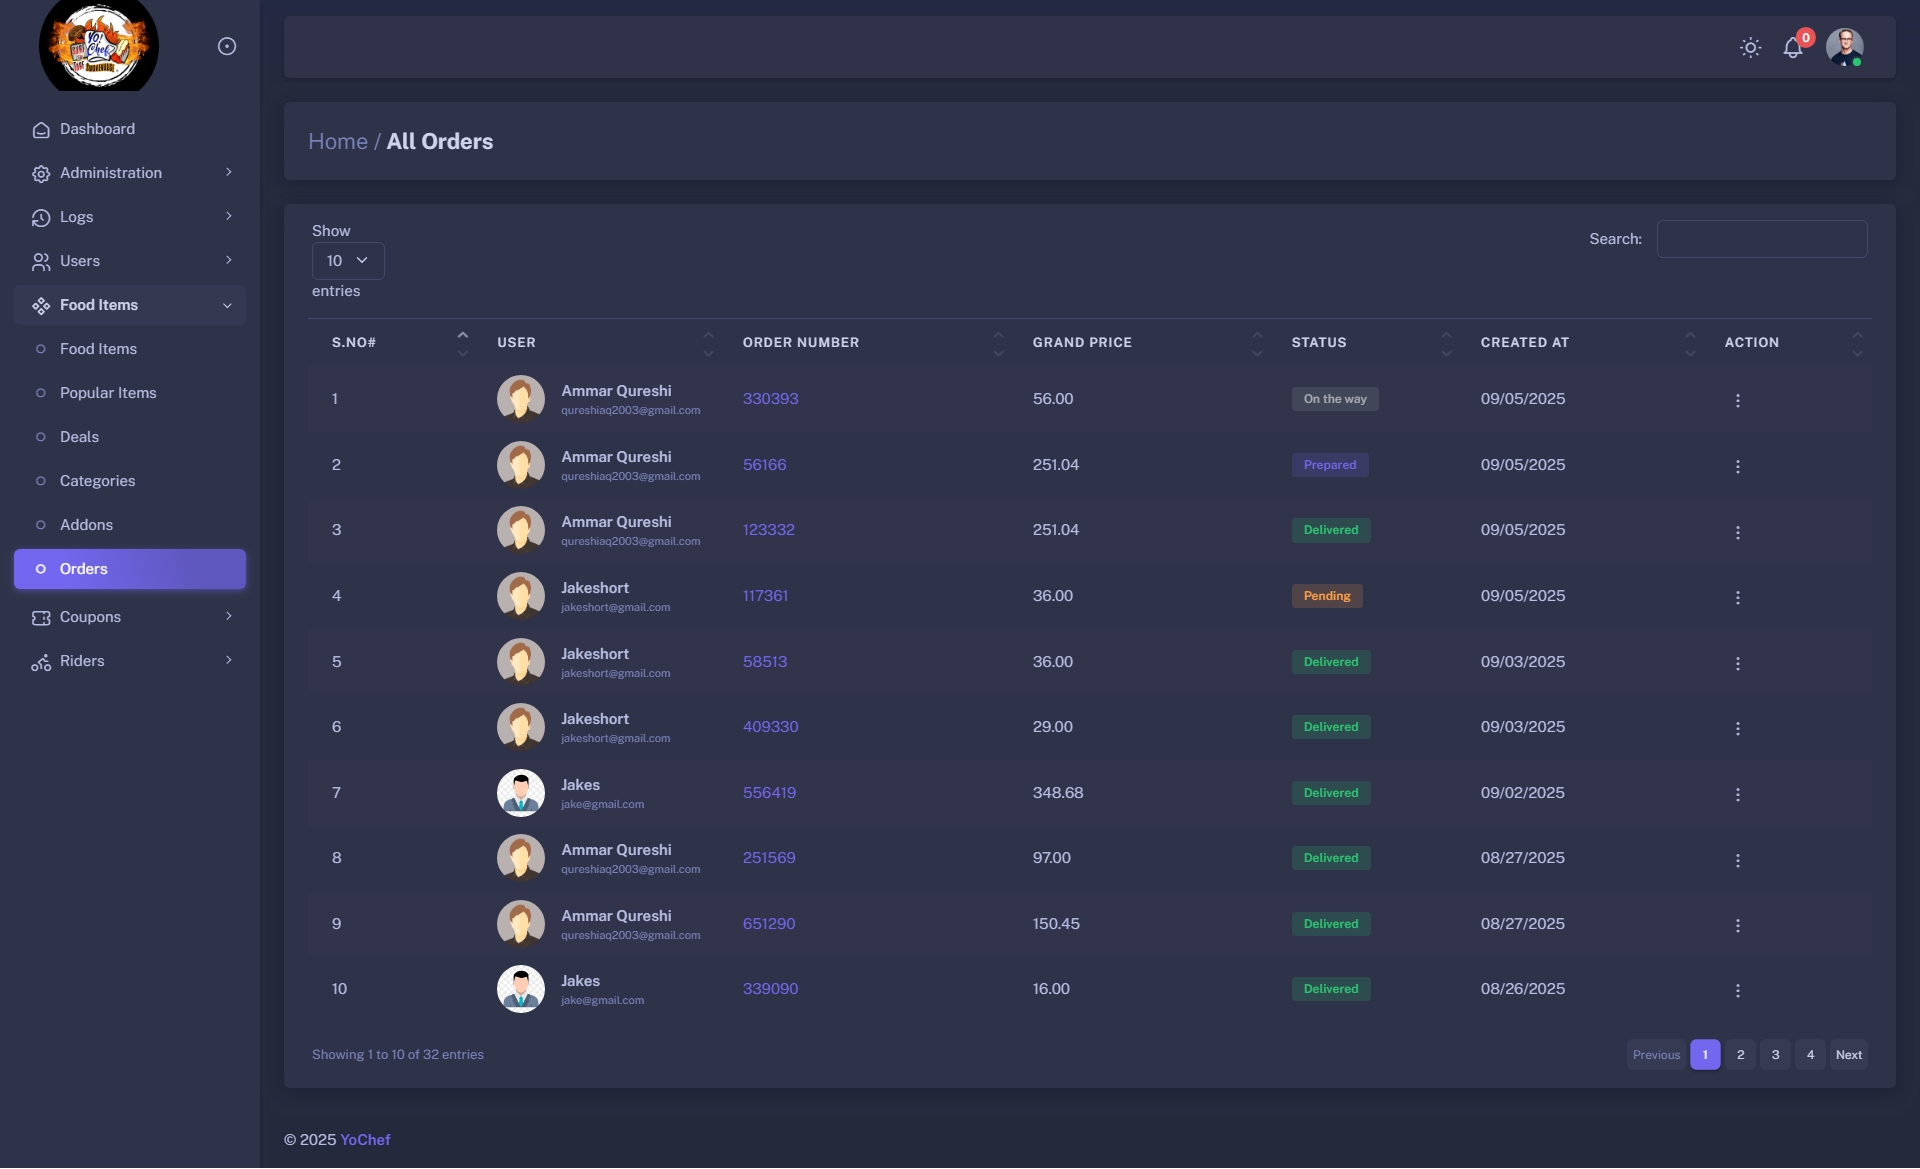 Yo!
Chef
SMOKEHOUSE
Dashboard
Administration
Logs
Users
Food Items
Food Items
Popular Items
Deals
Categories
Addons
Orders
Coupons
Riders
0
Home / All Orders
Show
10
entries
Search:
S.NO# USER ORDER NUMBER GRAND PRICE STATUS CREATED AT ACTION
1 Ammar Qureshi 330393 56.00 On the way 09/05/2025
qureshiaq2003@gmail.com
2 Ammar Qureshi 56166 251.04 Prepared 09/05/2025
qureshiaq2003@gmail.com
3 Ammar Qureshi 123332 251.04 Delivered 09/05/2025
qureshiaq2003@gmail.com
4 Jakeshort 117361 36.00 Pending 09/05/2025
jakeshort@gmail.com
5 Jakeshort 58513 36.00 Delivered 09/03/2025
jakeshort@gmail.com
6 Jakeshort 409330 29.00 Delivered 09/03/2025
jakeshort@gmail.com
7 Jakes 556419 348.68 Delivered 09/02/2025
jake@gmail.com
8 Ammar Qureshi 251569 97.00 Delivered 08/27/2025
qureshiaq2003@gmail.com
9 Ammar Qureshi 651290 150.45 Delivered 08/27/2025
qureshiaq2003@gmail.com
10 Jakes 339090 16.00 Delivered 08/26/2025
jake@gmail.com
Showing 1 to 10 of 32 entries
Previous 1 2 3 4 Next
© 2025 YoChef